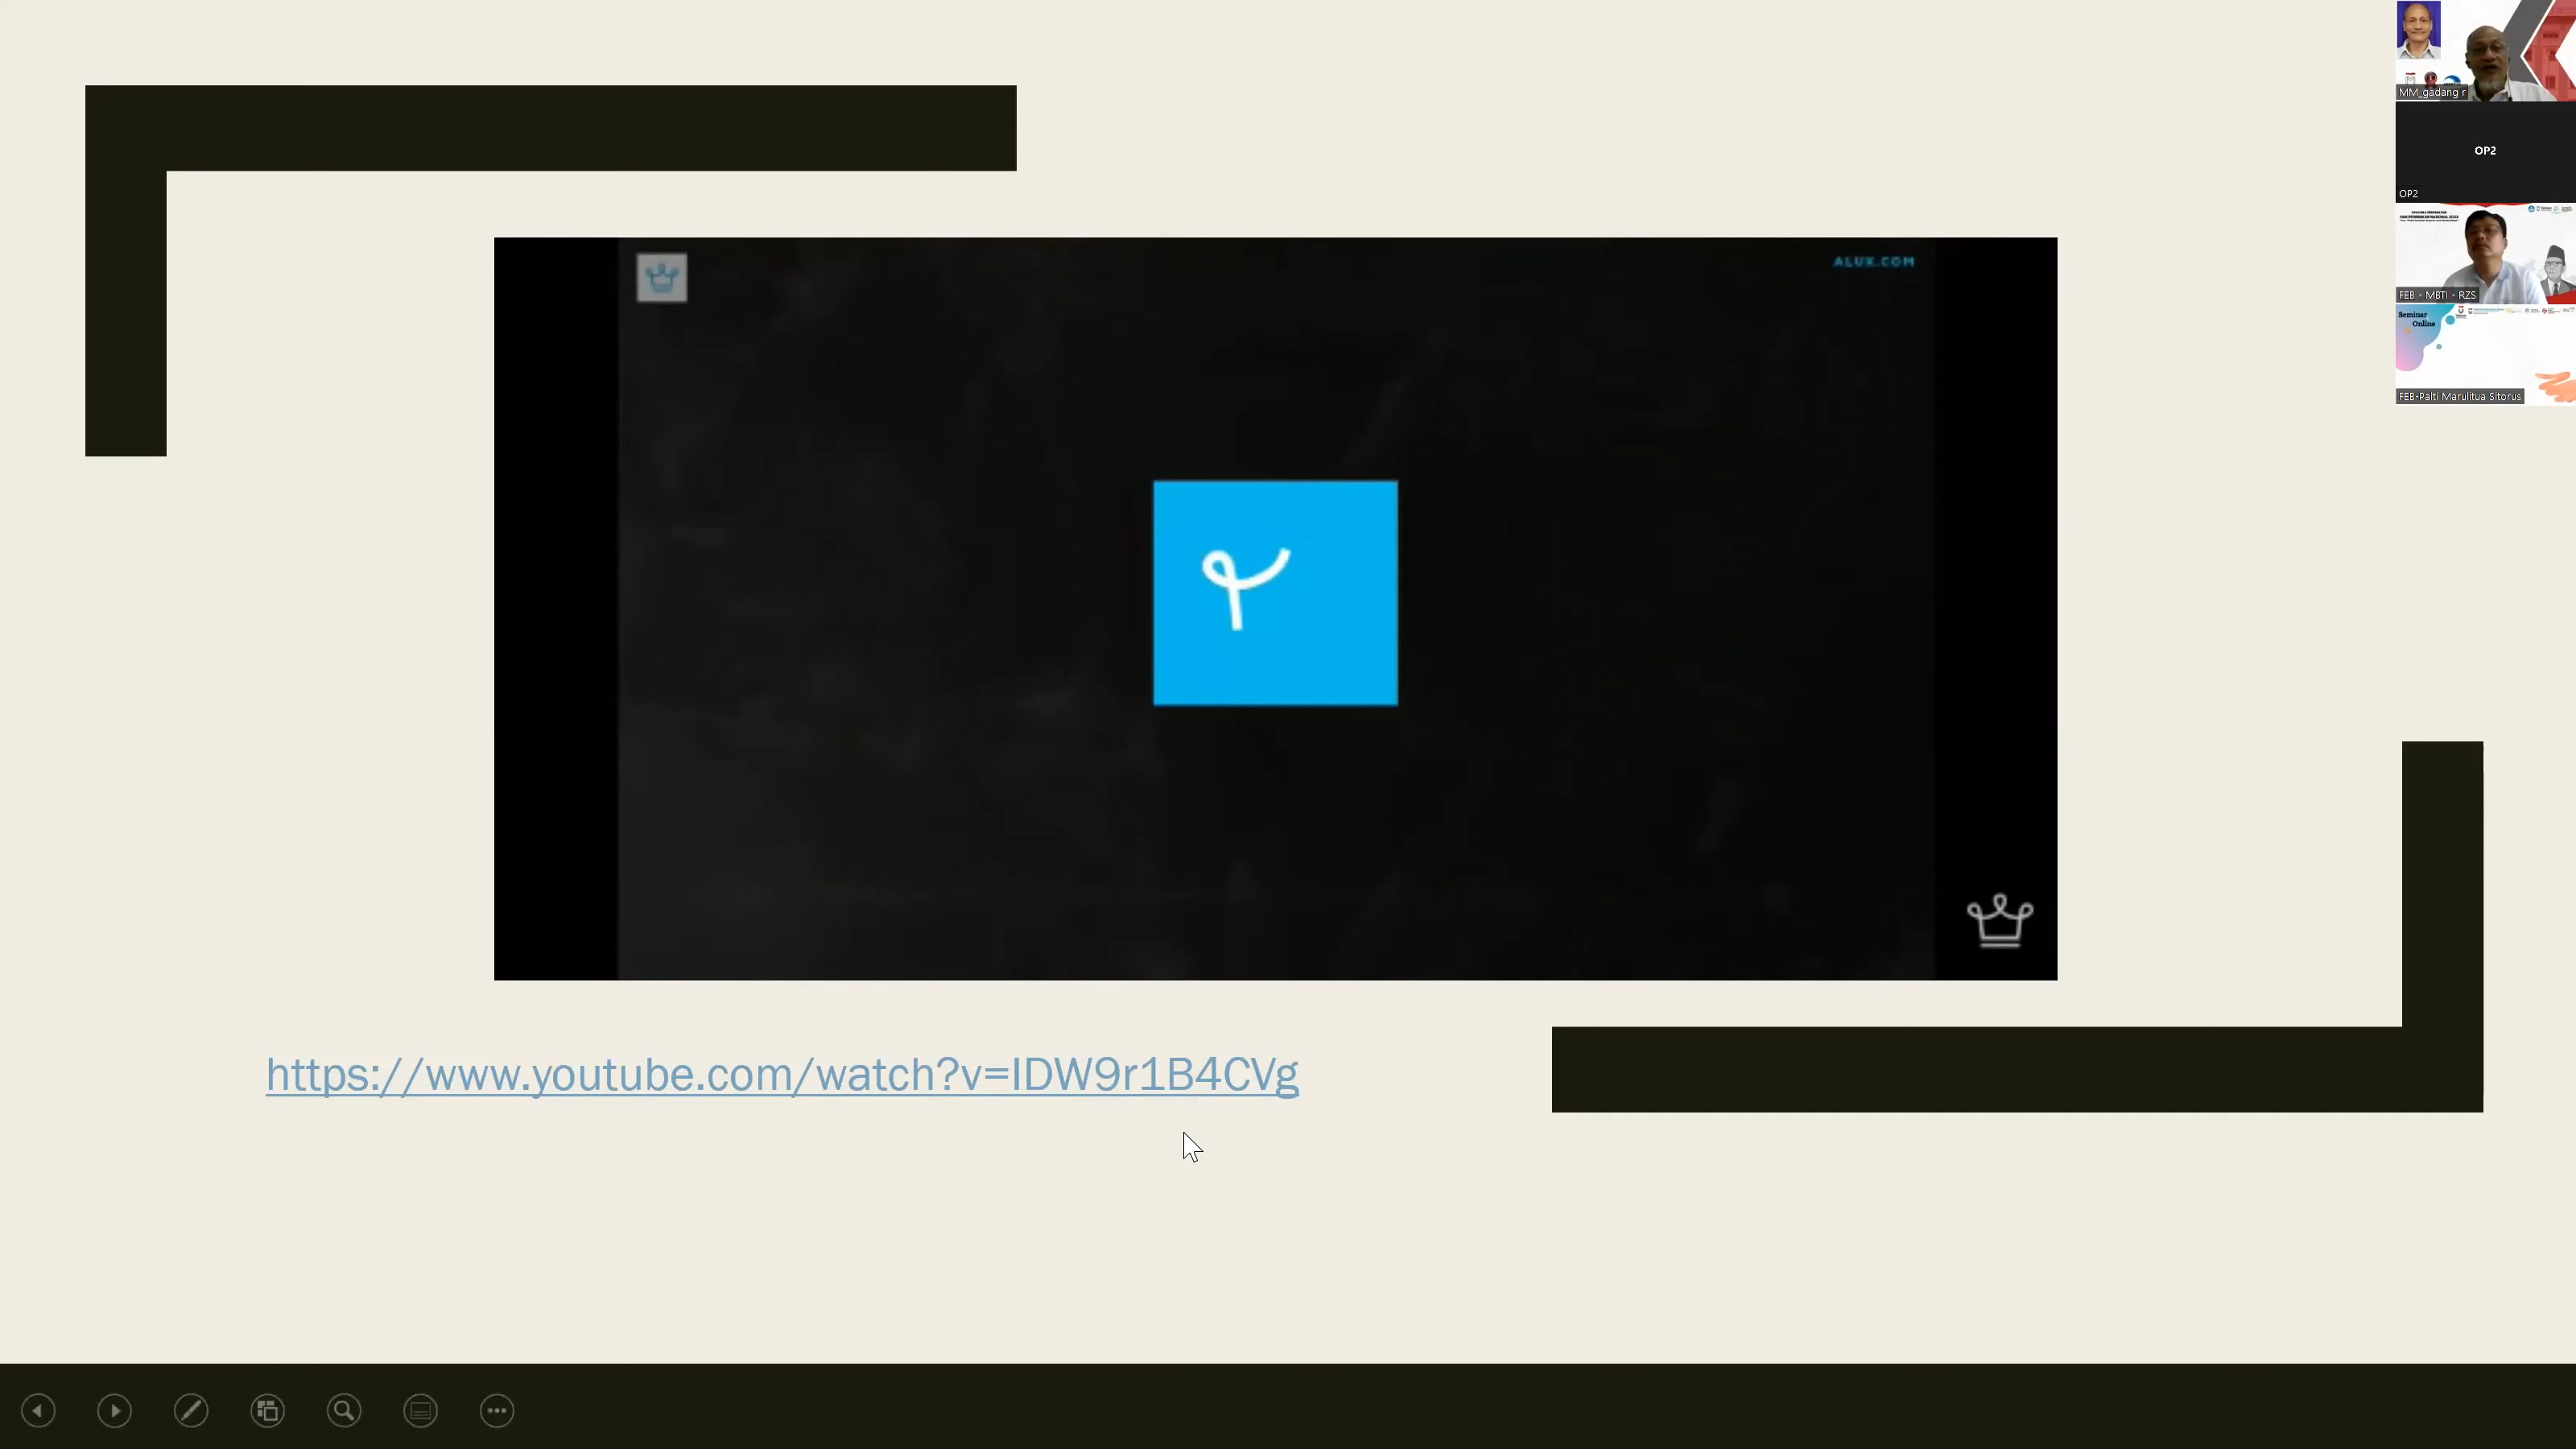 ALUX.COM
https://www.youtube.com/watch?v=IDW9r1B4CVg
MM_gadang r
OP2
OP2
FEB - MBTI - RZS
Seminar
Online
FEB-Palti Marulitua Sitorus